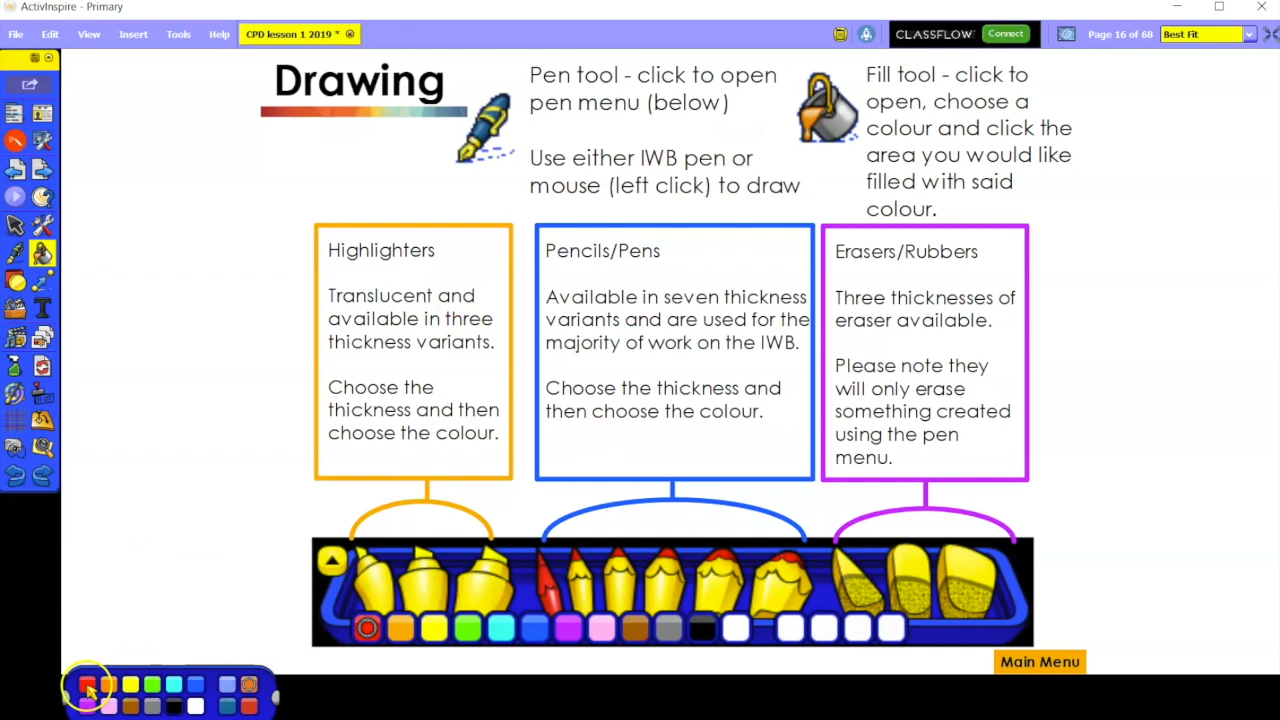 ActivInspire - Primary
File Edit View Insert Tools Help CPD lesson 1 2019 * CLASSFLOW Connect Page 16 of 68 Best Fit
Drawing
Pen tool - click to open
pen menu (below)
Use either IWB pen or
mouse (left click) to draw
Fill tool - click to
open, choose a
colour and click the
area you would like
filled with said
colour.
Highlighters
Translucent and
available in three
thickness variants.
Choose the
thickness and then
choose the colour.
Pencils/Pens
Available in seven thickness
variants and are used for the
majority of work on the IWB.
Choose the thickness and
then choose the colour.
Erasers/Rubbers
Three thicknesses of
eraser available.
Please note they
will only erase
something created
using the pen
menu.
Main Menu